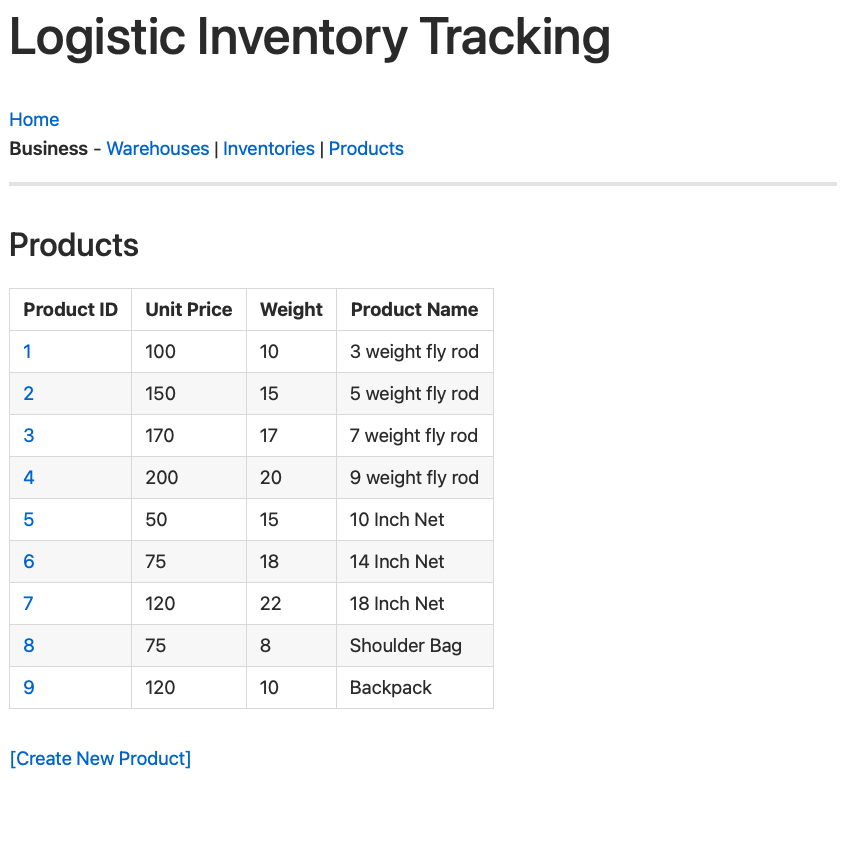 Logistic Inventory Tracking
Home
Business - Warehouses | Inventories | Products
Products
Product ID Unit Price Weight Product Name
1 100 10 3 weight fly rod
2 150 15 5 weight fly rod
3 170 17 7 weight fly rod
4 200 20 9 weight fly rod
5 50 15 10 Inch Net
6 75 18 14 Inch Net
7 120 22 18 Inch Net
8 75 8 Shoulder Bag
9 120 10 Backpack
[Create New Product]